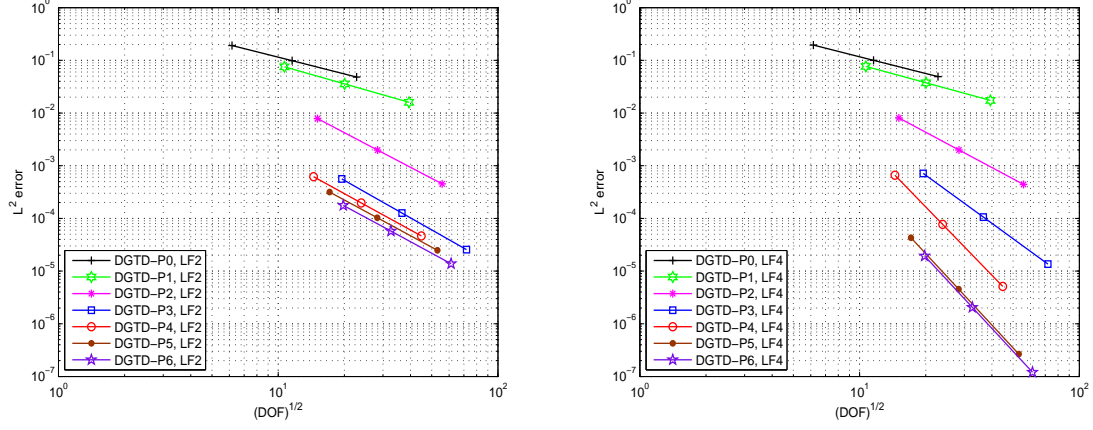 10^0
10^-1
10^-2
10^-3
10^-4
10^-5
10^-6
10^-7
L^2 error
DGTD−P0, LF2
DGTD−P1, LF2
DGTD−P2, LF2
DGTD−P3, LF2
DGTD−P4, LF2
DGTD−P5, LF2
DGTD−P6, LF2
10^0
10^1
10^2
(DOF)^1/2
10^0
10^-1
10^-2
10^-3
10^-4
10^-5
10^-6
10^-7
L^2 error
DGTD−P0, LF4
DGTD−P1, LF4
DGTD−P2, LF4
DGTD−P3, LF4
DGTD−P4, LF4
DGTD−P5, LF4
DGTD−P6, LF4
10^0
10^1
10^2
(DOF)^1/2